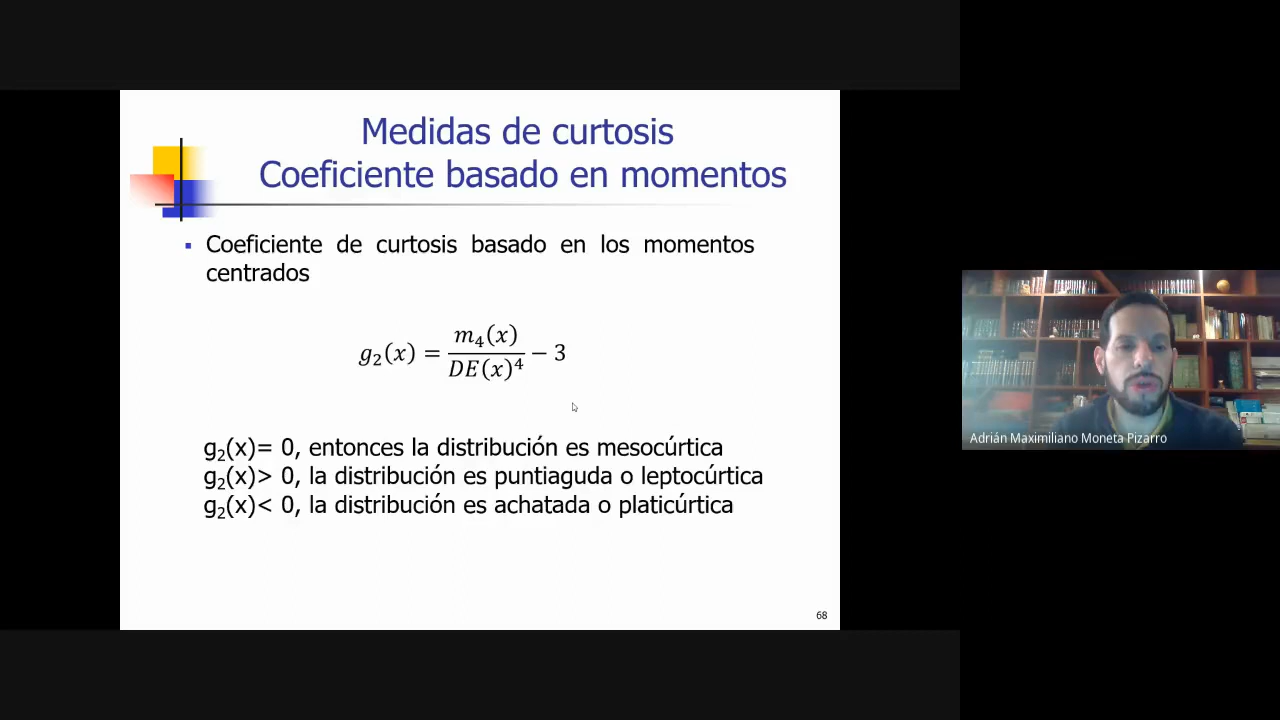 Medidas de curtosis
Coeficiente basado en momentos
▪ Coeficiente de curtosis basado en los momentos
centrados
g₂(x) = m₄(x) / DE(x)⁴ − 3
g₂(x)= 0, entonces la distribución es mesocúrtica
g₂(x)> 0, la distribución es puntiaguda o leptocúrtica
g₂(x)< 0, la distribución es achatada o platicúrtica
68
Adrián Maximiliano Moneta Pizarro